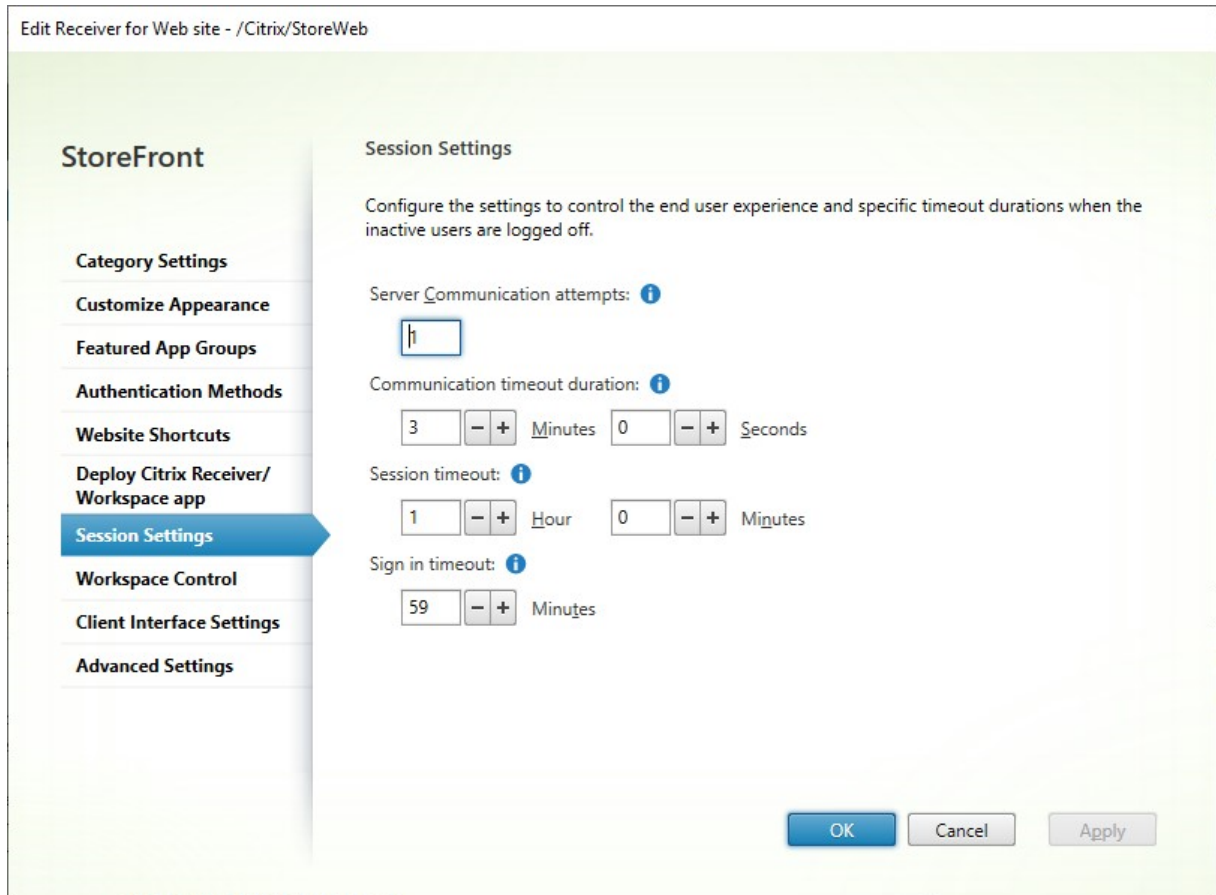 Edit Receiver for Web site - /Citrix/StoreWeb
StoreFront
Category Settings
Customize Appearance
Featured App Groups
Authentication Methods
Website Shortcuts
Deploy Citrix Receiver/
Workspace app
Session Settings
Workspace Control
Client Interface Settings
Advanced Settings
Session Settings
Configure the settings to control the end user experience and specific timeout durations when the
inactive users are logged off.
Server Communication attempts:
1
Communication timeout duration:
3 Minutes 0 Seconds
Session timeout:
1 Hour 0 Minutes
Sign in timeout:
59 Minutes
OK Cancel Apply